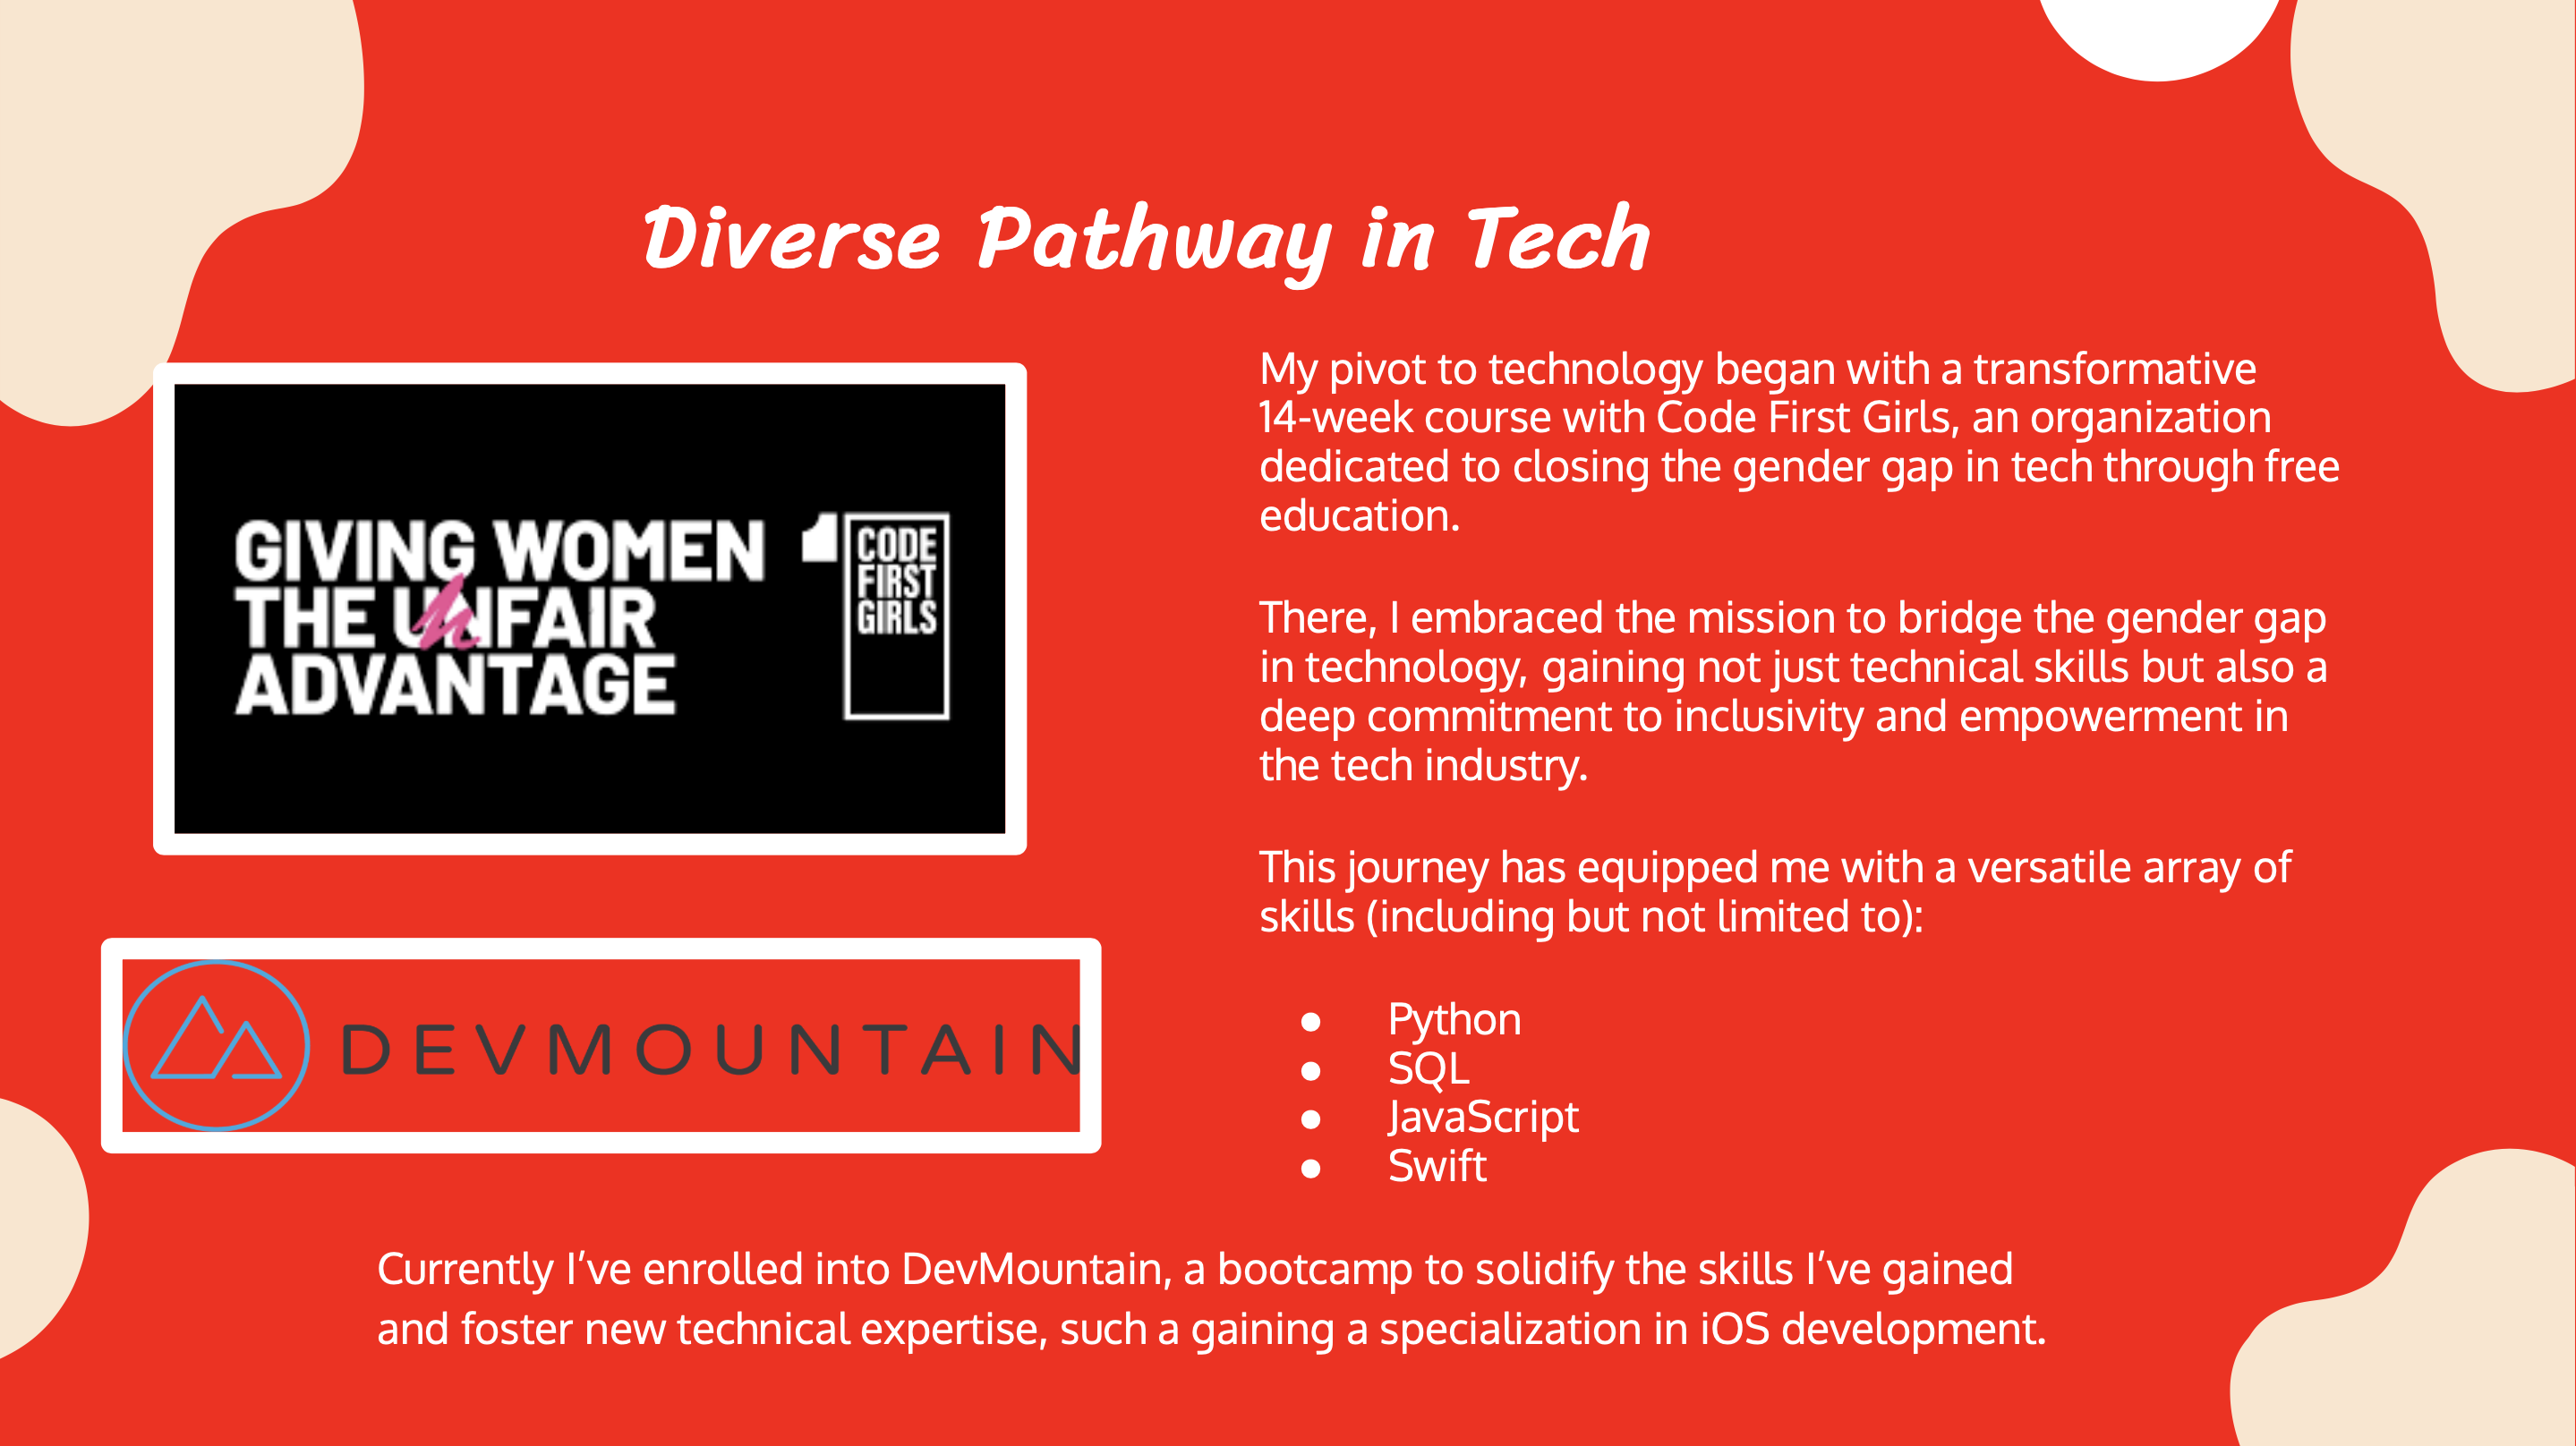 Diverse Pathway in Tech
GIVING WOMEN
THE UNFAIR
ADVANTAGE
1
CODE
FIRST
GIRLS
DEVMOUNTAIN
My pivot to technology began with a transformative
14-week course with Code First Girls, an organization
dedicated to closing the gender gap in tech through free
education.
There, I embraced the mission to bridge the gender gap
in technology, gaining not just technical skills but also a
deep commitment to inclusivity and empowerment in
the tech industry.
This journey has equipped me with a versatile array of
skills (including but not limited to):
● Python
● SQL
● JavaScript
● Swift
Currently I’ve enrolled into DevMountain, a bootcamp to solidify the skills I’ve gained
and foster new technical expertise, such a gaining a specialization in iOS development.